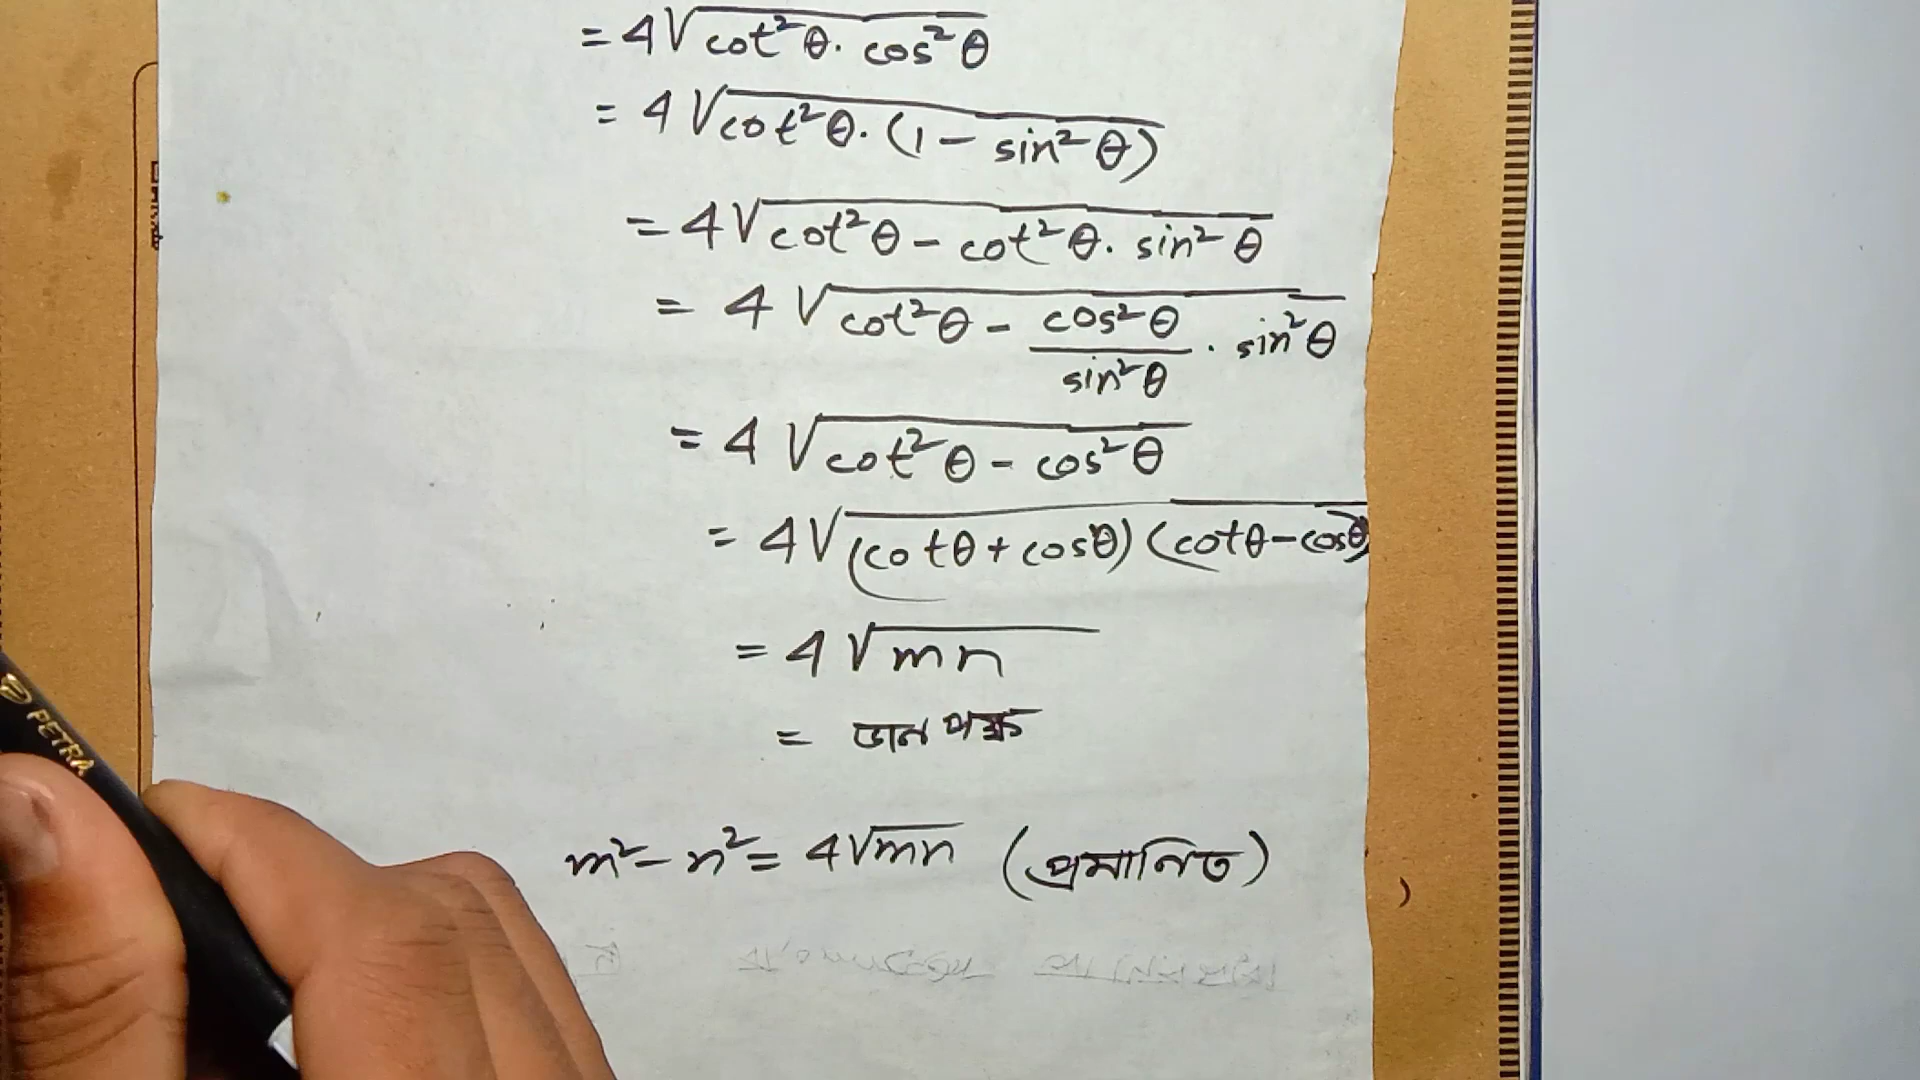 = 4√cot²θ. cos²θ
= 4√cot²θ. (1 - sin²θ)
= 4√cot²θ - cot²θ. sin²θ
= 4√cot²θ - cos²θ/sin²θ . sin²θ
= 4√cot²θ - cos²θ
= 4√(cotθ + cosθ) (cotθ - cosθ)
= 4√mn
= ডান পক্ষ
m² - n² = 4√mn (প্রমানিত)
PETRA